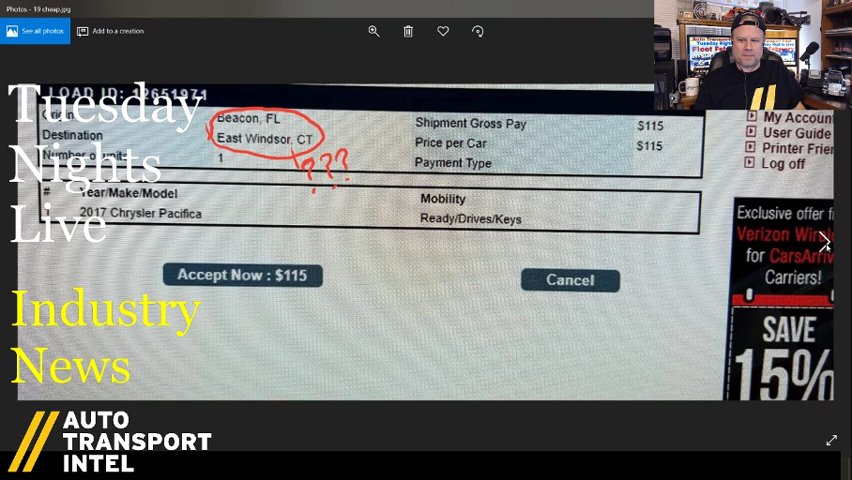 Photos - 19 cheap.jpg
See all photos
Add to a creation
Tuesday
Nights
Live
Industry
News
AUTO
TRANSPORT
INTEL
LOAD ID: 12651971
Beacon, FL
Destination
East Windsor, CT
Number of units
1
???
Shipment Gross Pay
$115
Price per Car
$115
Payment Type
#
Year/Make/Model
Mobility
1
2017 Chrysler Pacifica
Ready/Drives/Keys
Accept Now : $115
Cancel
My Account
User Guide
Printer Frien
Log off
Exclusive offer f
Verizon Wirel
for CarsArriv
Carriers!
SAVE
15%